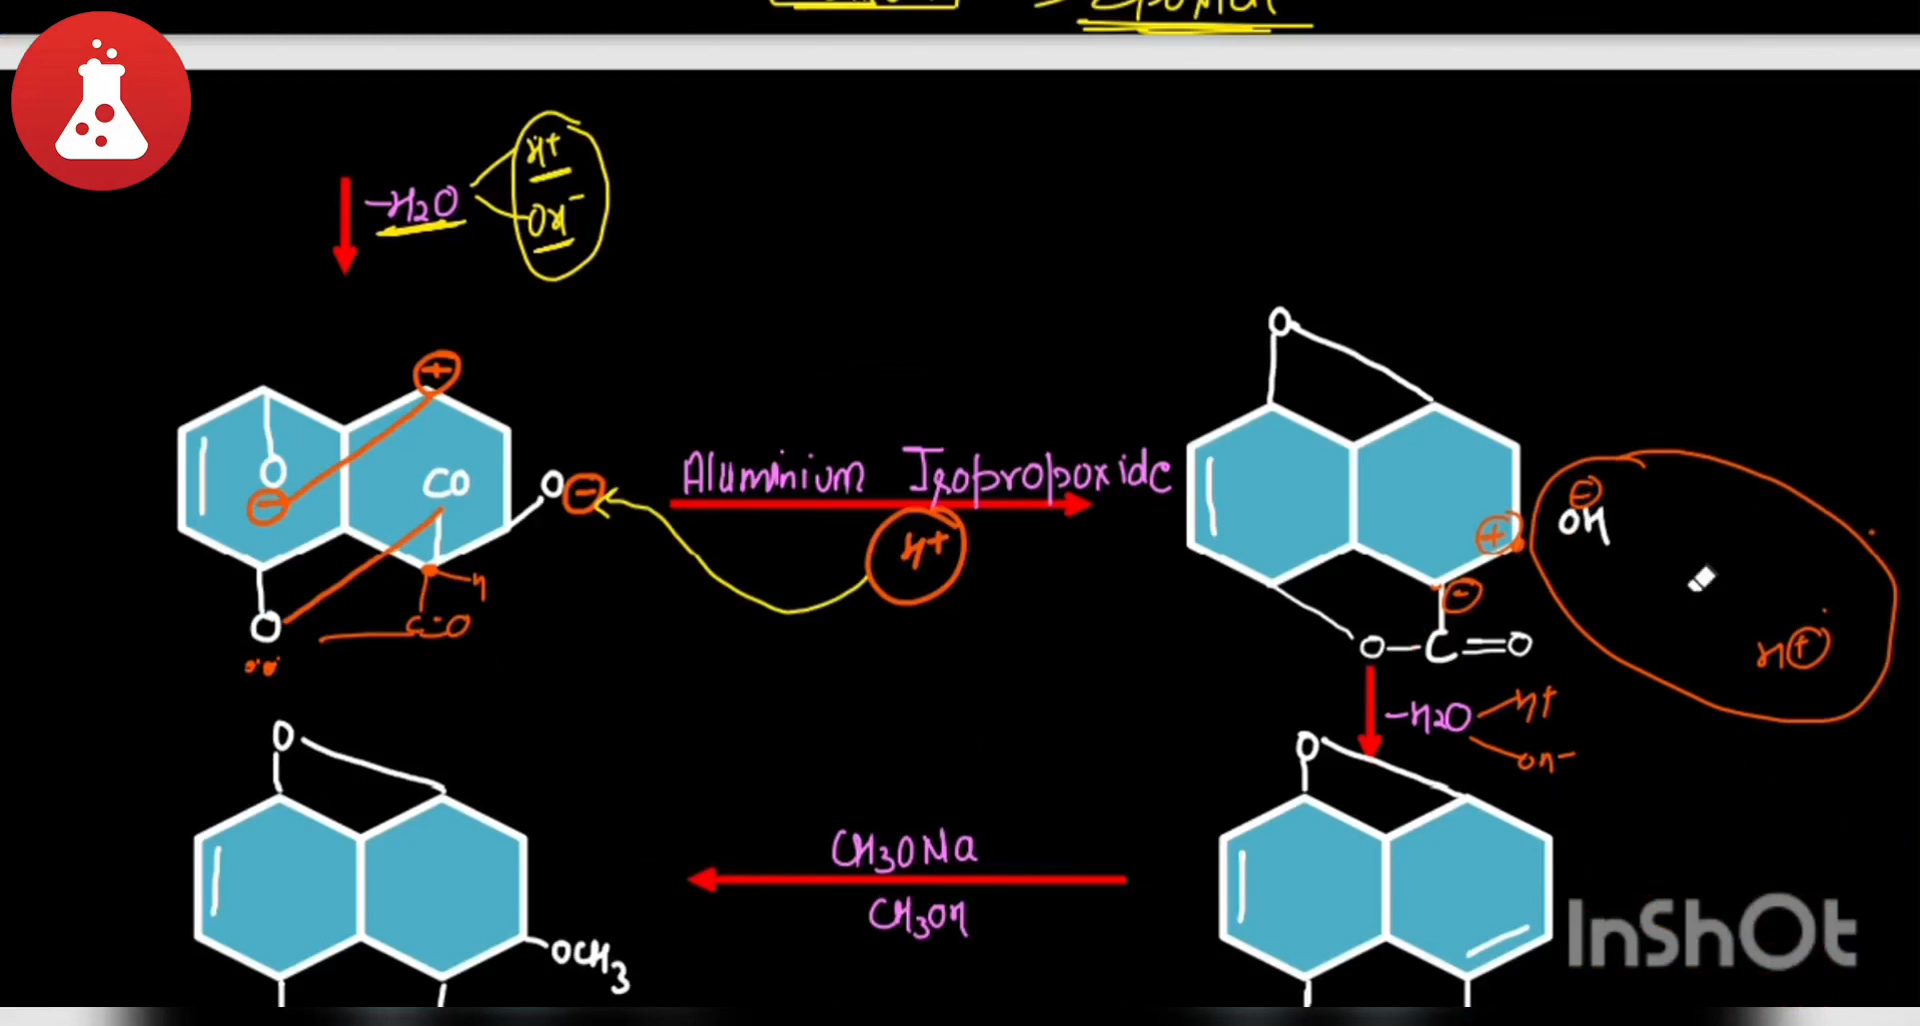 -H2O
H+
OH-
+
O
-
CO
O -
H
C=O
O
Aluminium Isopropoxide
H+
O
-
OH
+
-
O-C=O
H+
-H2O
H+
OH-
O
OCH3
CH3ONa
CH3OH
O
InShOt